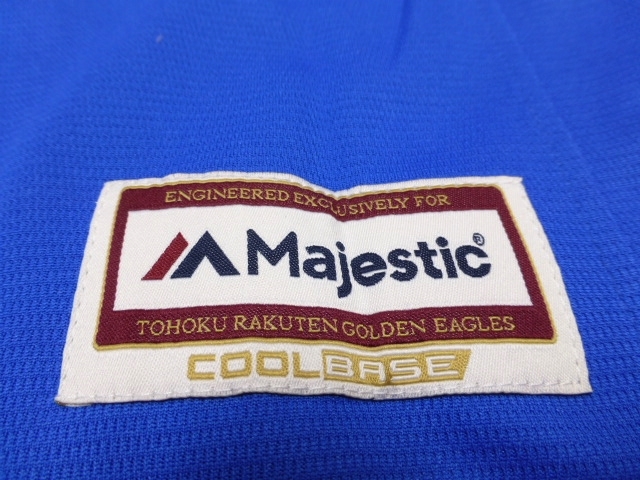 ENGINEERED EXCLUSIVELY FOR
Majestic®
TOHOKU RAKUTEN GOLDEN EAGLES
COOLBASE